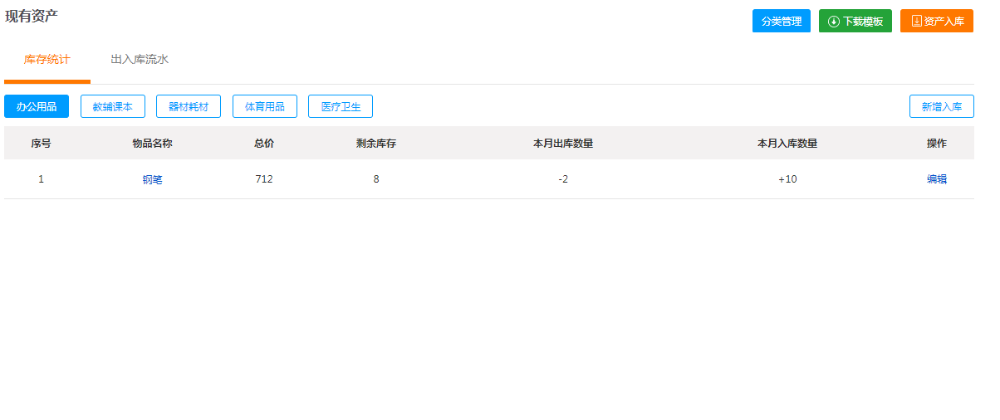 现有资产
分类管理 下载模板 资产入库
库存统计 出入库流水
办公用品 教辅课本 器材耗材 体育用品 医疗卫生 新增入库
序号 物品名称 总价 剩余库存 本月出库数量 本月入库数量 操作
1 钢笔 712 8 -2 +10 编辑